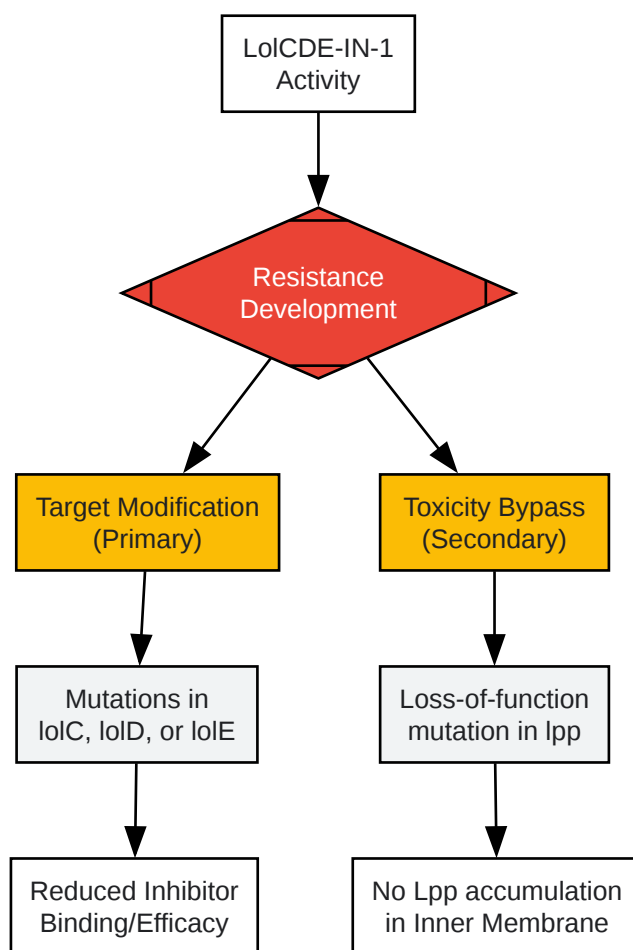 LolCDE-IN-1
Activity
Resistance
Development
Target Modification
(Primary)
Toxicity Bypass
(Secondary)
Mutations in
lolC, lolD, or lolE
Loss-of-function
mutation in lpp
Reduced Inhibitor
Binding/Efficacy
No Lpp accumulation
in Inner Membrane